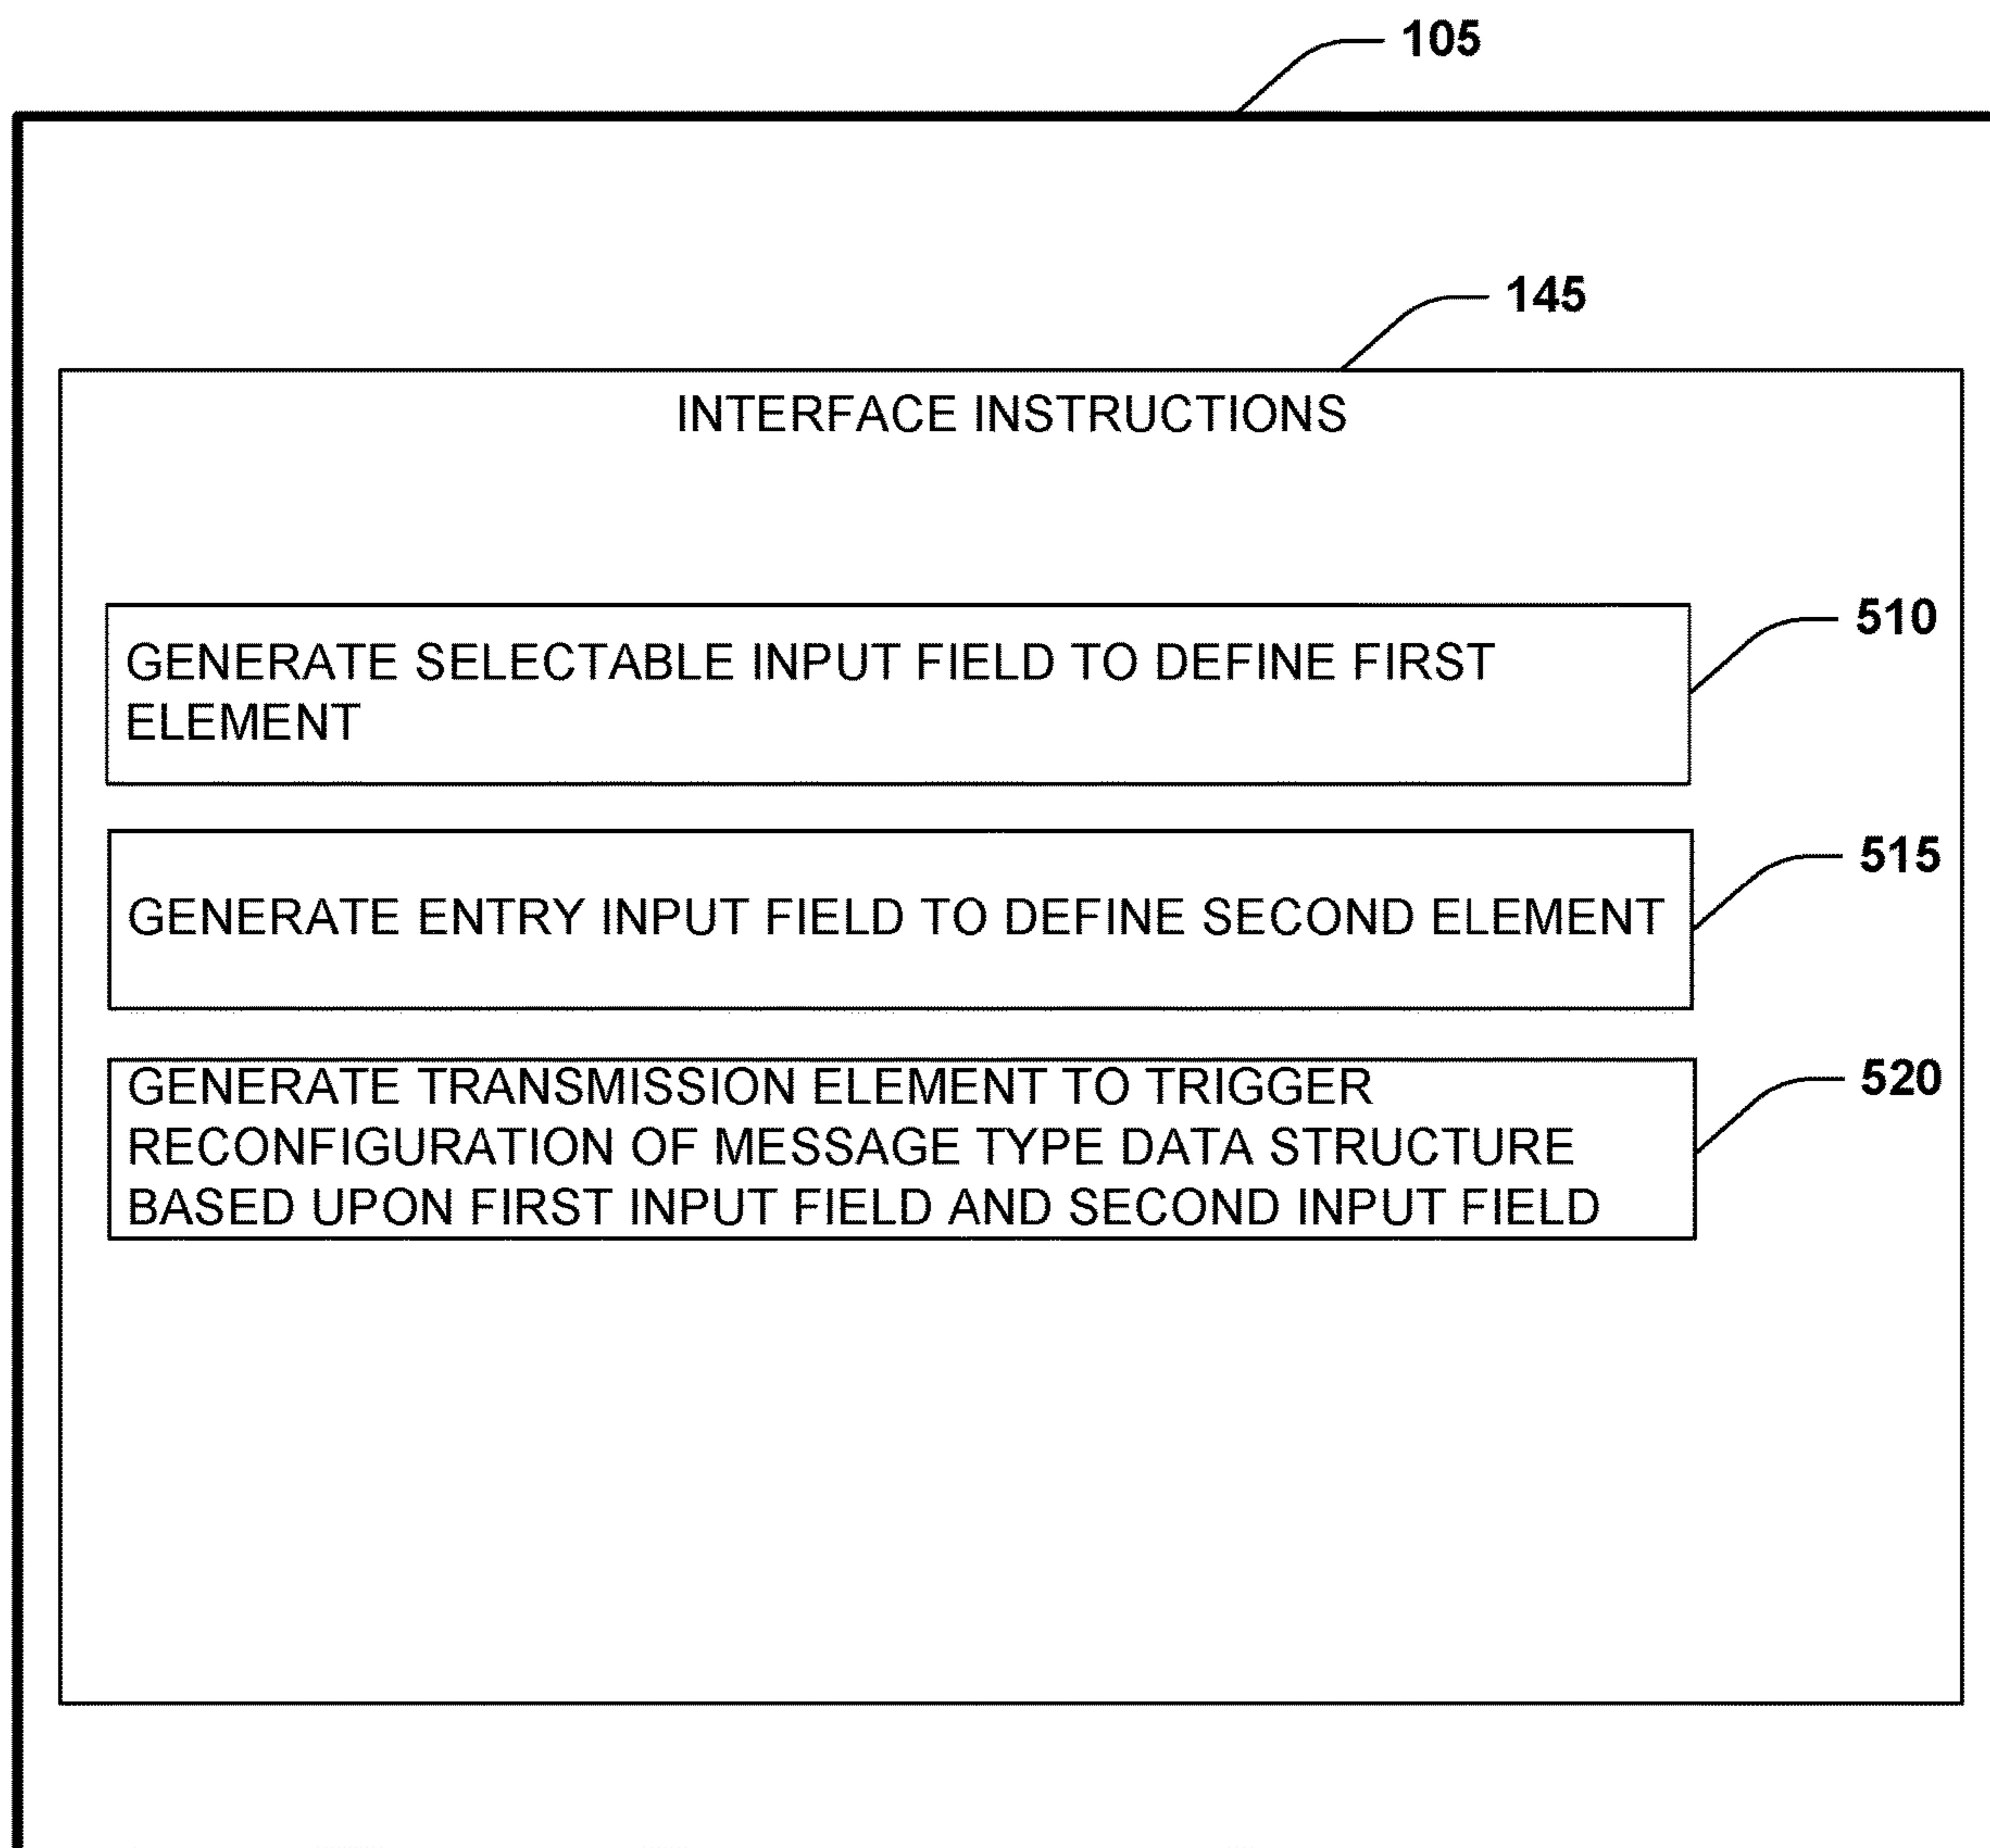 105
145
INTERFACE INSTRUCTIONS
510
GENERATE SELECTABLE INPUT FIELD TO DEFINE FIRST
ELEMENT
515
GENERATE ENTRY INPUT FIELD TO DEFINE SECOND ELEMENT
520
GENERATE TRANSMISSION ELEMENT TO TRIGGER
RECONFIGURATION OF MESSAGE TYPE DATA STRUCTURE
BASED UPON FIRST INPUT FIELD AND SECOND INPUT FIELD